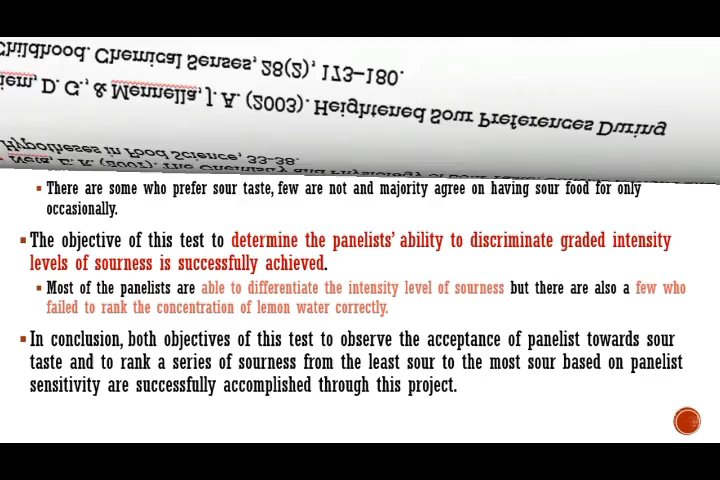 Childhood. Chemical Senses, 28(2), 173–180.
D. G., & Mennella, J. A. (2003). Heightened Sour Preferences During
Hypotheses in Food Science, 33–38.
▪ There are some who prefer sour taste, few are not and majority agree on having sour food for only
occasionally.
▪ The objective of this test to determine the panelists’ ability to discriminate graded intensity
levels of sourness is successfully achieved.
▪ Most of the panelists are able to differentiate the intensity level of sourness but there are also a few who
failed to rank the concentration of lemon water correctly.
▪ In conclusion, both objectives of this test to observe the acceptance of panelist towards sour
taste and to rank a series of sourness from the least sour to the most sour based on panelist
sensitivity are successfully accomplished through this project.